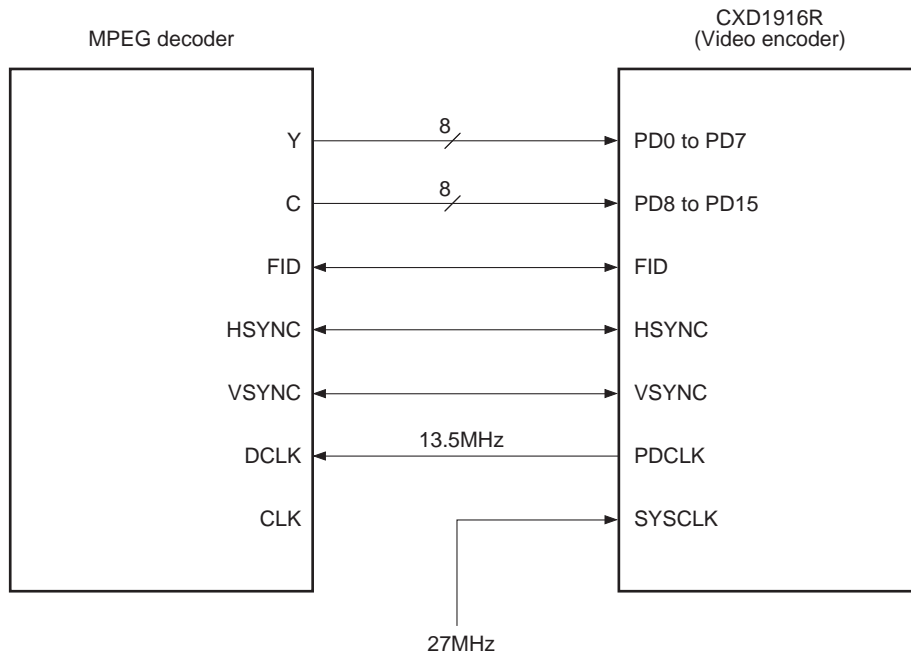 CXD1916R
MPEG decoder (Video encoder)
8
Y PD0 to PD7
8
C PD8 to PD15
FID FID
HSYNC HSYNC
VSYNC VSYNC
13.5MHz
DCLK PDCLK
CLK SYSCLK
27MHz